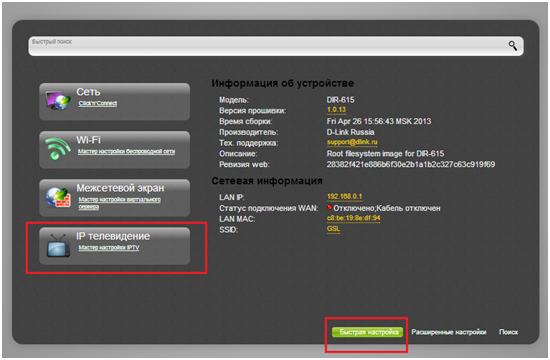 Быстрый поиск
Сеть
Click'n'Connect
Wi-Fi
Мастер настройки беспроводной сети
Межсетевой экран
Мастер настройки виртуального
сервера
IP телевидение
Мастер настройки IPTV
Информация об устройстве
Модель: DIR-615
Версия прошивки: 1.0.13
Время сборки: Fri Apr 26 15:56:43 MSK 2013
Производитель: D-Link Russia
Тех. поддержка: support@dlink.ru
Описание: Root filesystem image for DIR-615
Ревизия web: 28382f421e886b6f30e2b1a1b2c327c63c919f69
Сетевая информация
LAN IP: 192.168.0.1
Статус подключения WAN: Отключено;Кабель отключен
LAN MAC: c8:be:19:8e:df:94
SSID: GSL
Быстрая настройка Расширенные настройки Поиск